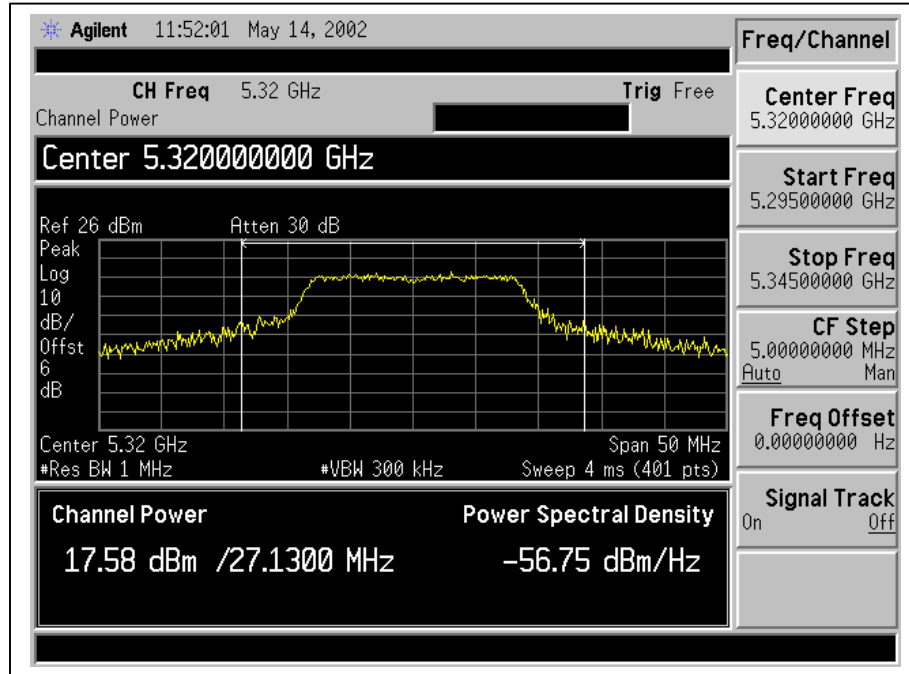 Agilent 11:52:01 May 14, 2002
CH Freq 5.32 GHz Trig Free
Channel Power
Center 5.320000000 GHz
Ref 26 dBm Atten 30 dB
Peak
Log
10
dB/
Offst
6
dB
Center 5.32 GHz Span 50 MHz
#Res BW 1 MHz #VBW 300 kHz Sweep 4 ms (401 pts)
Channel Power Power Spectral Density
17.58 dBm /27.1300 MHz -56.75 dBm/Hz
Freq/Channel
Center Freq
5.32000000 GHz
Start Freq
5.29500000 GHz
Stop Freq
5.34500000 GHz
CF Step
5.00000000 MHz
Auto Man
Freq Offset
0.00000000 Hz
Signal Track
On Off